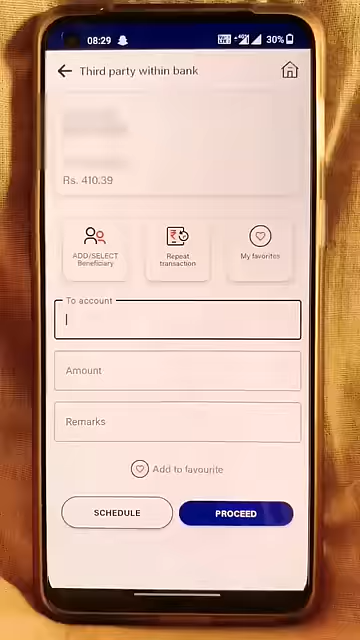 08:29 30%
Third party within bank
Rs. 410.39
ADD/SELECT
Beneficiary
Repeat
transaction
My favorites
To account
Amount
Remarks
Add to favourite
SCHEDULE
PROCEED